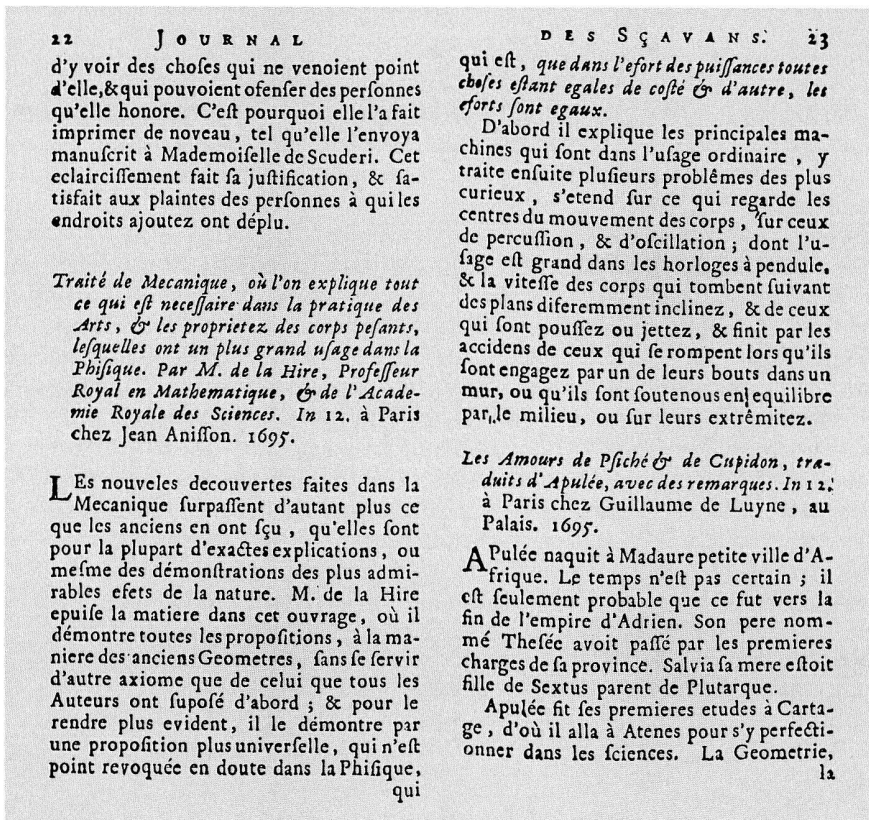 22 JOURNAL
d'y voir des choſes qui ne venoient point
d'elle,& qui pouvoient ofenſer des perſonnes
qu'elle honore. C'eſt pourquoi elle l'a fait
imprimer de noveau, tel qu'elle l'envoya
manuſcrit à Mademoiſelle de Scuderi. Cet
eclairciſſement fait ſa juſtification, & ſa-
tisfait aux plaintes des perſonnes à qui les
endroits ajoutez ont déplu.
Traité de Mecanique, où l'on explique tout
ce qui eſt neceſſaire dans la pratique des
Arts, & les proprietez des corps peſants,
leſquelles ont un plus grand uſage dans la
Phiſique. Par M. de la Hire, Profeſſeur
Royal en Mathematique, & de l'Acade-
mie Royale des Sciences. In 12. à Paris
chez Jean Aniſſon. 1695.
LEs nouveles decouvertes faites dans la
Mecanique ſurpaſſent d'autant plus ce
que les anciens en ont ſçu, qu'elles ſont
pour la plupart d'exactes explications, ou
meſme des démonſtrations des plus admi-
rables efets de la nature. M. de la Hire
epuiſe la matiere dans cet ouvrage, où il
démontre toutes les propoſitions, à la ma-
niere des anciens Geometres, ſans ſe ſervir
d'autre axiome que de celui que tous les
Auteurs ont ſupoſé d'abord; & pour le
rendre plus evident, il le démontre par
une propoſition plus univerſelle, qui n'eſt
point revoquée en doute dans la Phiſique,
qui
DES SÇAVANS. 23
qui eſt, que dans l'efort des puiſſances toutes
choſes eſtant egales de coſté & d'autre, les
eforts ſont egaux.
D'abord il explique les principales ma-
chines qui ſont dans l'uſage ordinaire, y
traite enſuite pluſieurs problêmes des plus
curieux, s'etend ſur ce qui regarde les
centres du mouvement des corps, ſur ceux
de percuſſion, & d'oſcillation; dont l'u-
ſage eſt grand dans les horloges à pendule,
& la viteſſe des corps qui tombent ſuivant
des plans diferemment inclinez, & de ceux
qui ſont pouſſez ou jettez, & finit par les
accidens de ceux qui ſe rompent lors qu'ils
ſont engagez par un de leurs bouts dans un
mur, ou qu'ils ſont ſoutenous en equilibre
par le milieu, ou ſur leurs extrêmitez.
Les Amours de Pſiché & de Cupidon, tra-
duits d'Apulée, avec des remarques. In 12.
à Paris chez Guillaume de Luyne, au
Palais. 1695.
APulée naquit à Madaure petite ville d'A-
frique. Le temps n'eſt pas certain; il
eſt ſeulement probable que ce fut vers la
fin de l'empire d'Adrien. Son pere nom-
mé Theſée avoit paſſé par les premieres
charges de ſa province. Salvia ſa mere eſtoit
fille de Sextus parent de Plutarque.
Apulée fit ſes premieres etudes à Carta-
ge, d'où il alla à Atenes pour s'y perfecti-
onner dans les ſciences. La Geometrie,
la